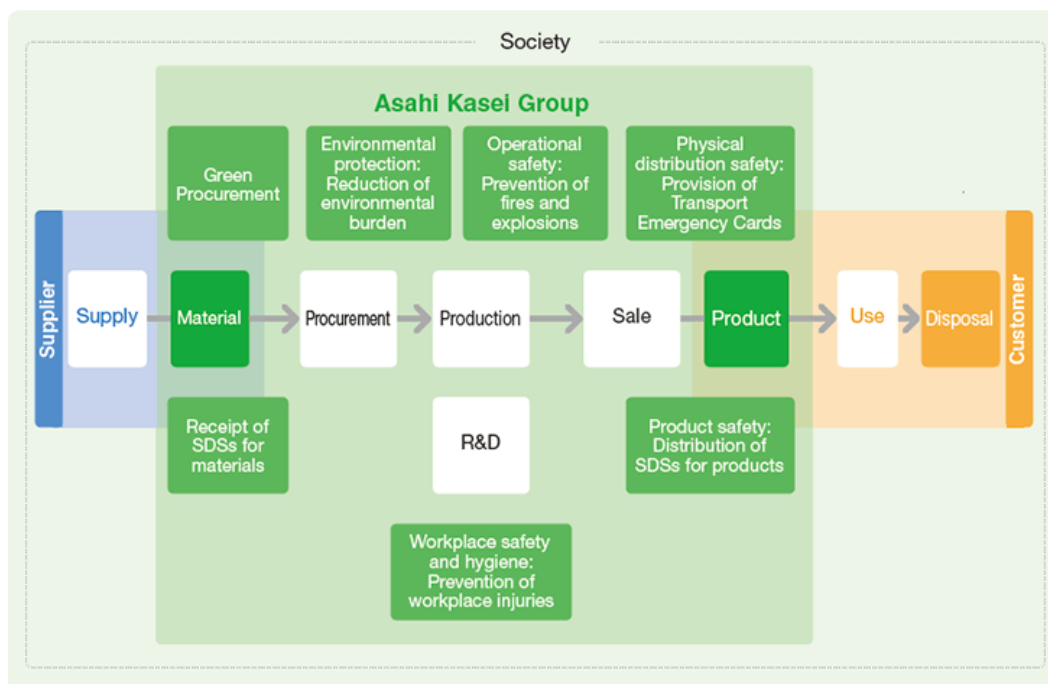 Society
Asahi Kasei Group
Green
Procurement
Environmental
protection:
Reduction of
environmental
burden
Operational
safety:
Prevention of
fires and
explosions
Physical
distribution safety:
Provision of
Transport
Emergency Cards
Supplier
Supply
Material
Procurement
Production
Sale
Product
Use
Disposal
Customer
Receipt of
SDSs for
materials
R&D
Product safety:
Distribution of
SDSs for products
Workplace safety
and hygiene:
Prevention of
workplace injuries